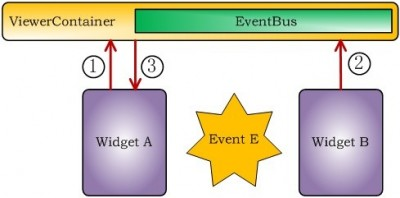 ViewerContainer
EventBus
① ③ ②
Widget A
Event E
Widget B